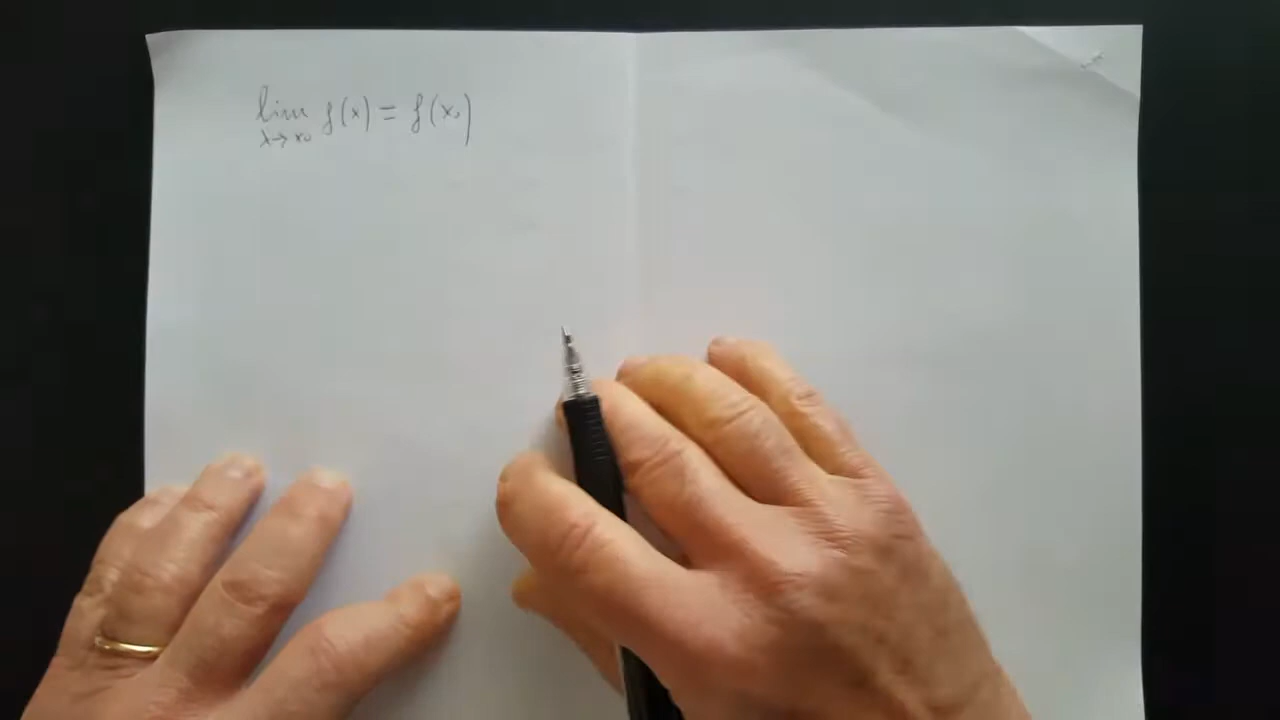 lim f(x) = f(x₀)
x→x₀